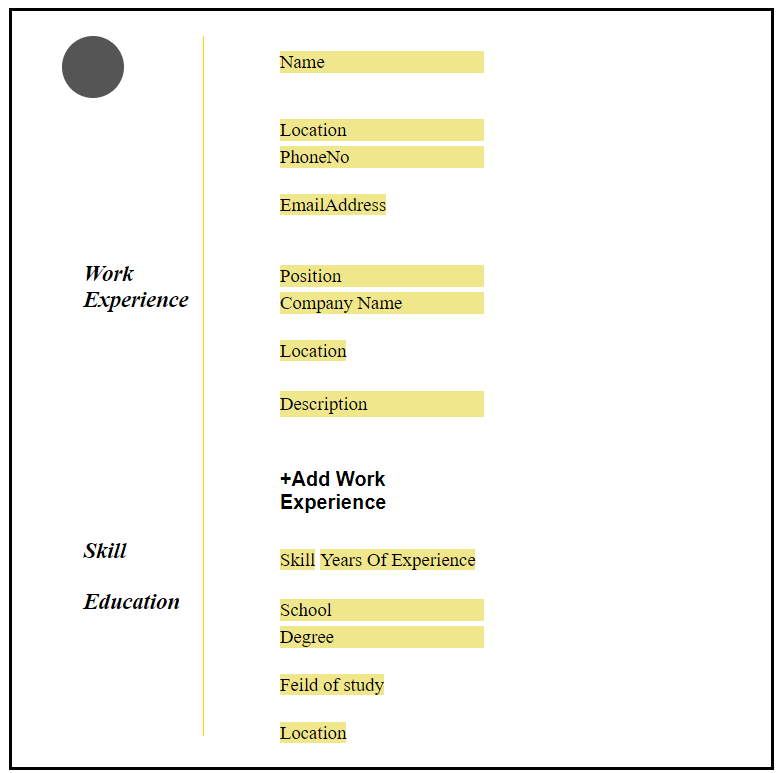 Name
Location
PhoneNo
EmailAddress
Work
Experience
Position
Company Name
Location
Description
+Add Work
Experience
Skill
Skill Years Of Experience
Education
School
Degree
Feild of study
Location